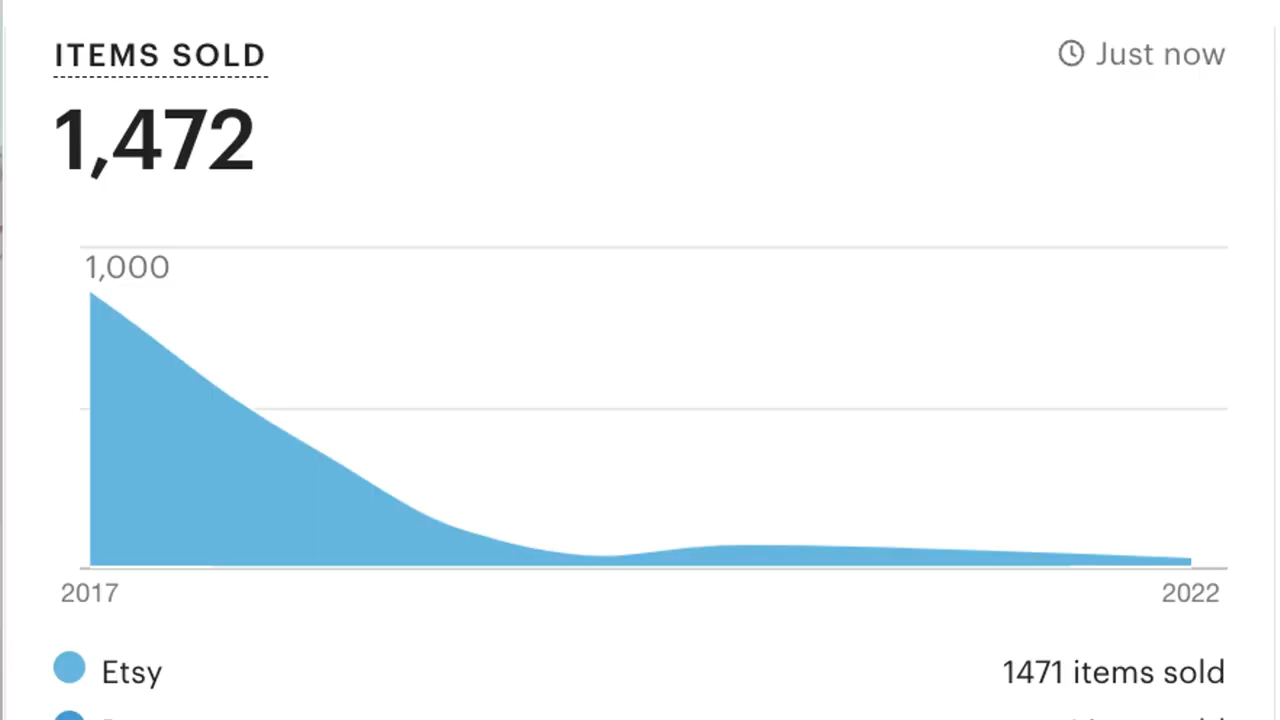 ITEMS SOLD
Just now
1,472
1,000
2017
2022
Etsy
1471 items sold